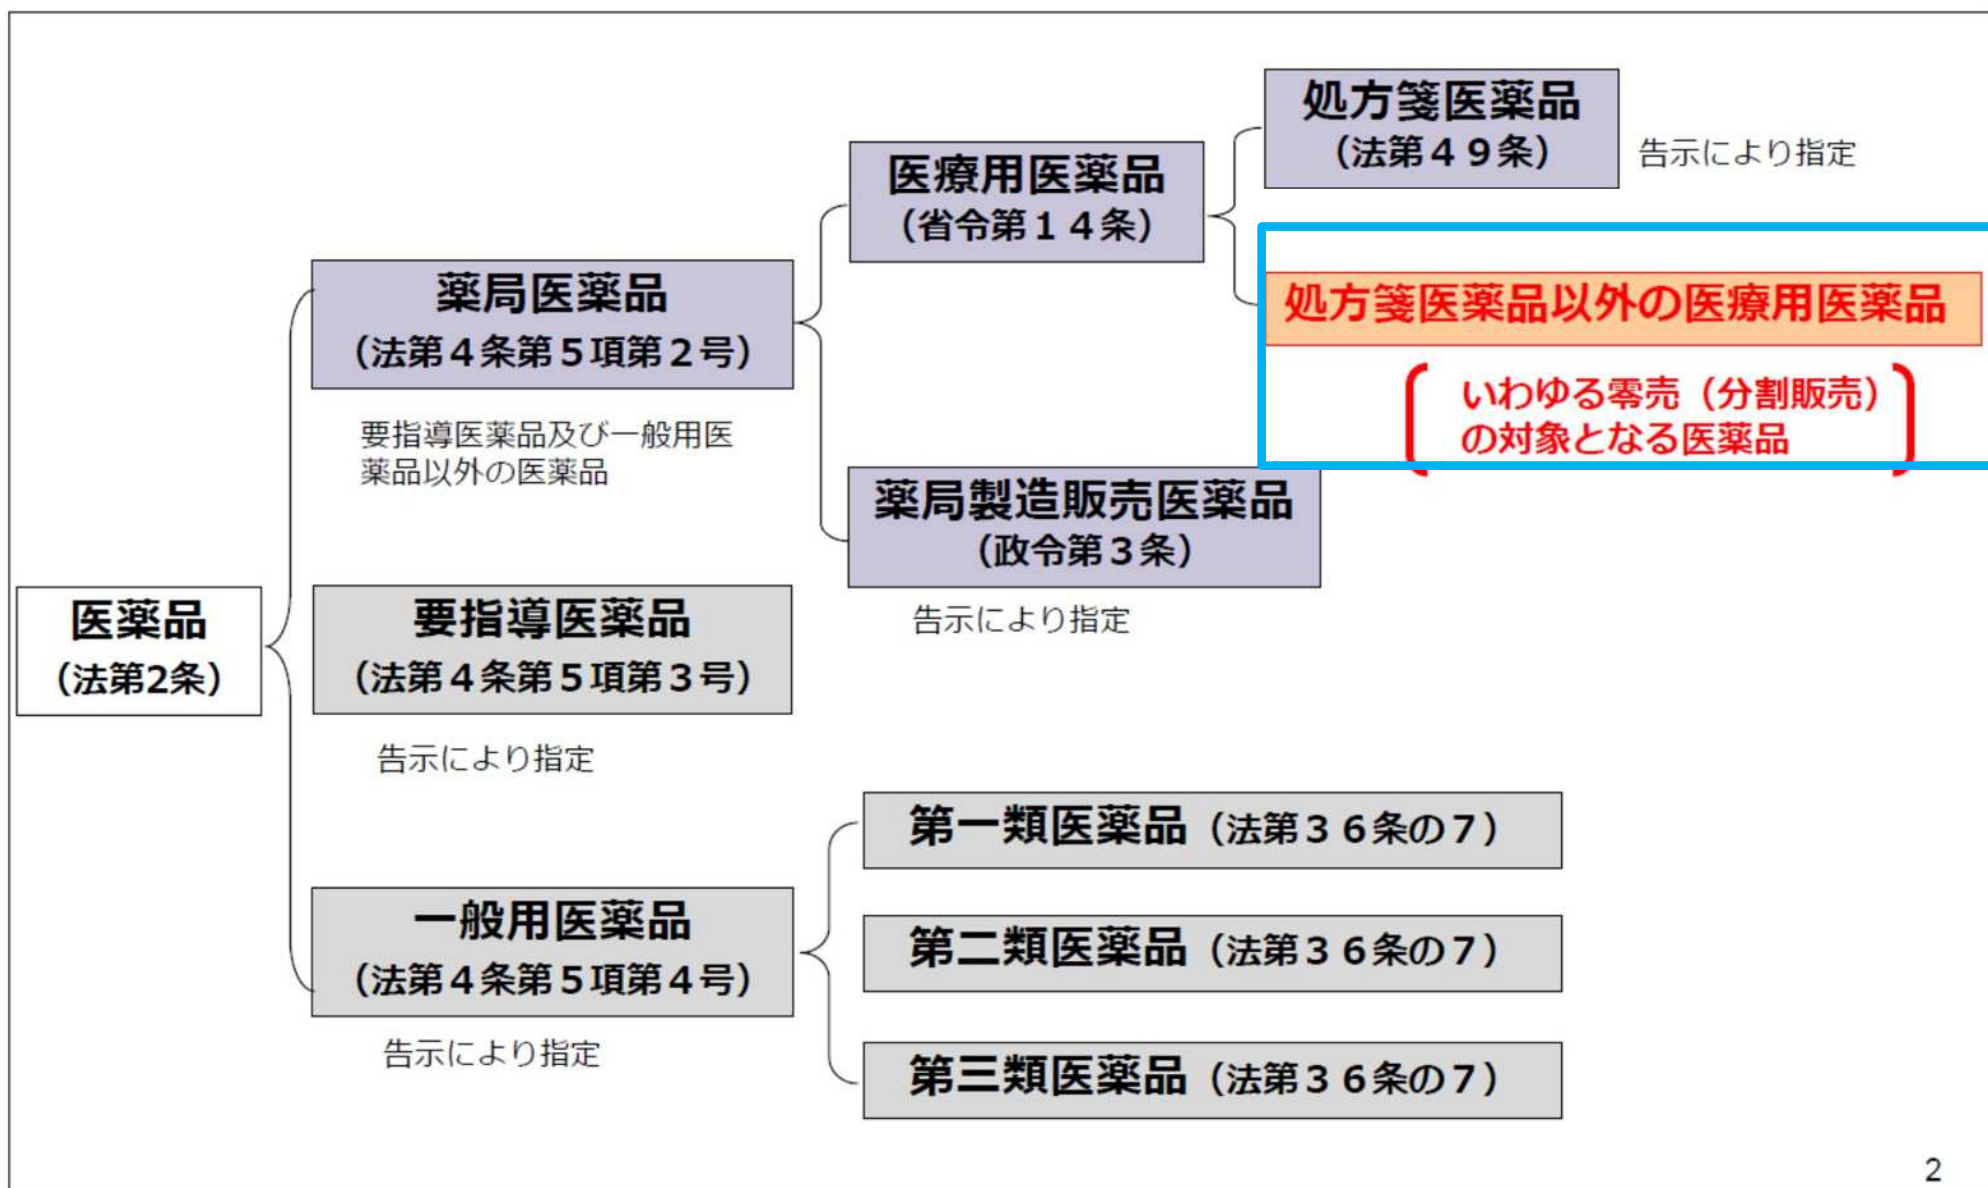 処方箋医薬品
（法第４９条）
告示により指定
医療用医薬品
（省令第１４条）
処方箋医薬品以外の医療用医薬品
いわゆる零売（分割販売）
の対象となる医薬品
薬局医薬品
（法第４条第５項第２号）
要指導医薬品及び一般用医
薬品以外の医薬品
薬局製造販売医薬品
（政令第３条）
告示により指定
医薬品
（法第2条）
要指導医薬品
（法第４条第５項第３号）
告示により指定
第一類医薬品（法第３６条の７）
一般用医薬品
（法第４条第５項第４号）
告示により指定
第二類医薬品（法第３６条の７）
第三類医薬品（法第３６条の７）
2